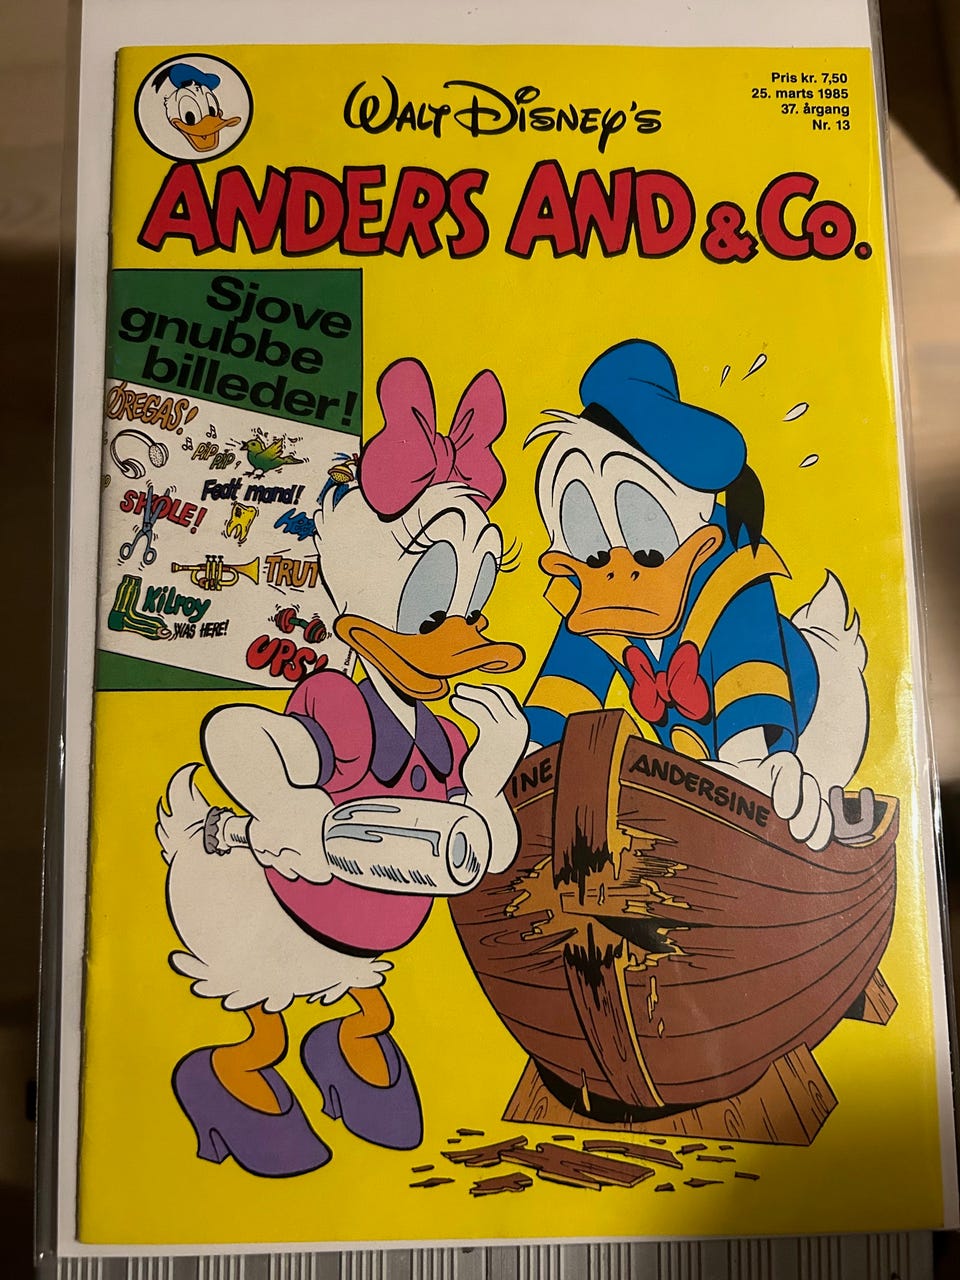 WALT DISNEY'S
Pris kr. 7,50
25. marts 1985
37. årgang
Nr. 13
ANDERS AND & Co.
Sjove
gnubbe
billeder!
ØREGAS!
PIP PIP,
Fedt mand!
SKOLE!
TRUT
Kilroy
WAS HERE!
UPS!
INE
ANDERSINE